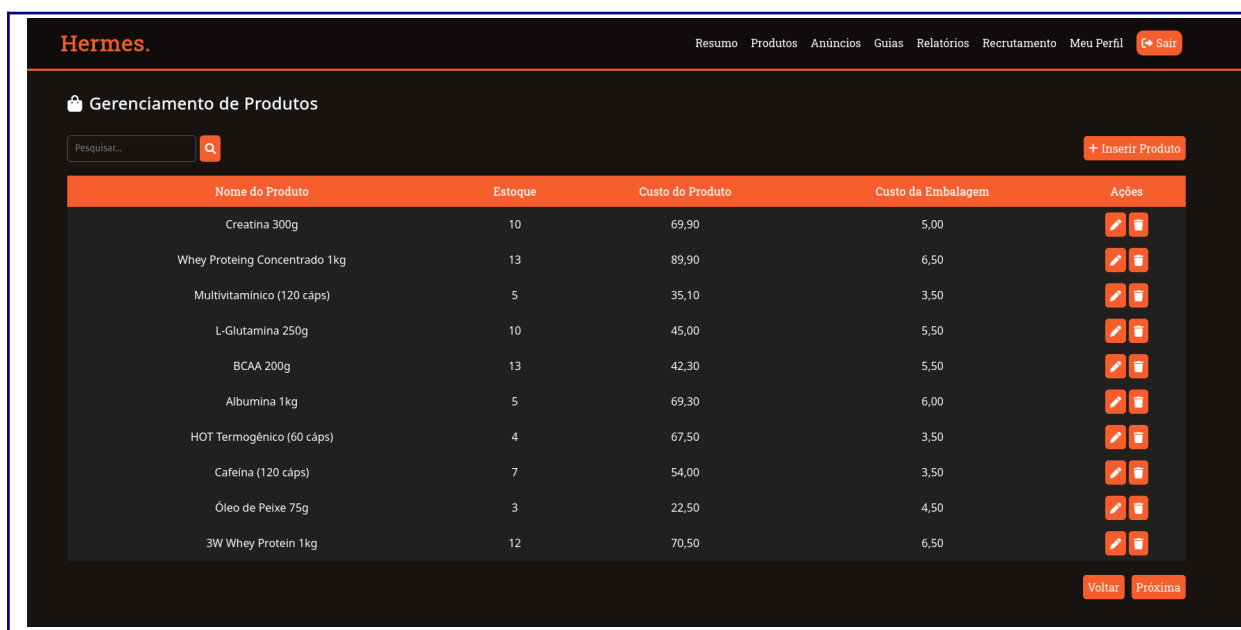 Hermes.
Resumo Produtos Anúncios Guias Relatórios Recrutamento Meu Perfil Sair
Gerenciamento de Produtos
Pesquisar...
+ Inserir Produto
Nome do Produto Estoque Custo do Produto Custo da Embalagem Ações
Creatina 300g 10 69,90 5,00
Whey Proteing Concentrado 1kg 13 89,90 6,50
Multivitamínico (120 cáps) 5 35,10 3,50
L-Glutamina 250g 10 45,00 5,50
BCAA 200g 13 42,30 5,50
Albumina 1kg 5 69,30 6,00
HOT Termogênico (60 cáps) 4 67,50 3,50
Cafeína (120 cáps) 7 54,00 3,50
Óleo de Peixe 75g 3 22,50 4,50
3W Whey Protein 1kg 12 70,50 6,50
Voltar Próxima